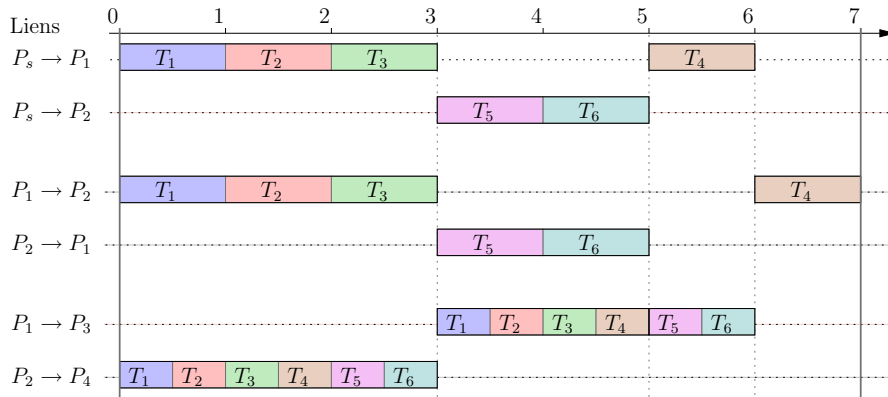 0 1 2 3 4 5 6 7
Liens
P_s → P_1 T_1 T_2 T_3 T_4
P_s → P_2 T_5 T_6
P_1 → P_2 T_1 T_2 T_3 T_4
P_2 → P_1 T_5 T_6
P_1 → P_3 T_1 T_2 T_3 T_4 T_5 T_6
P_2 → P_4 T_1 T_2 T_3 T_4 T_5 T_6